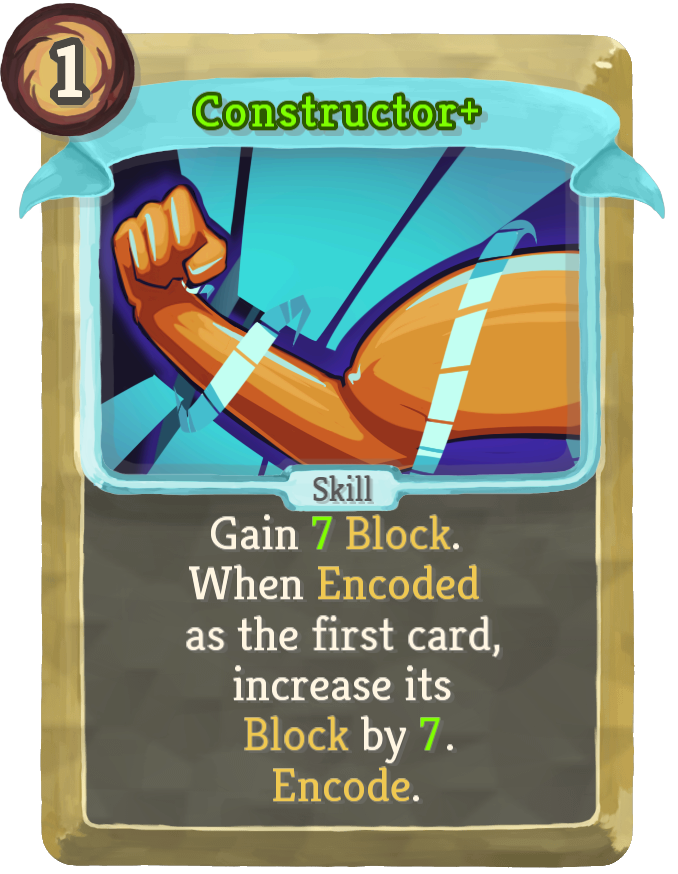 1
Constructor+
Skill
Gain 7 Block.
When Encoded
as the first card,
increase its
Block by 7.
Encode.